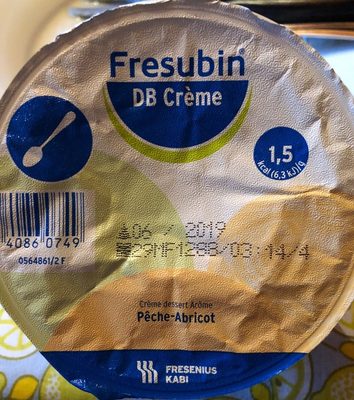 Fresubin®
DB Crème
1,5
kcal (6,3 kJ)/g
4086 0749
0564861/2 F
06 / 2019
29MF1288/03:14/4
Crème dessert Arôme
Pêche-Abricot
FRESENIUS
KABI